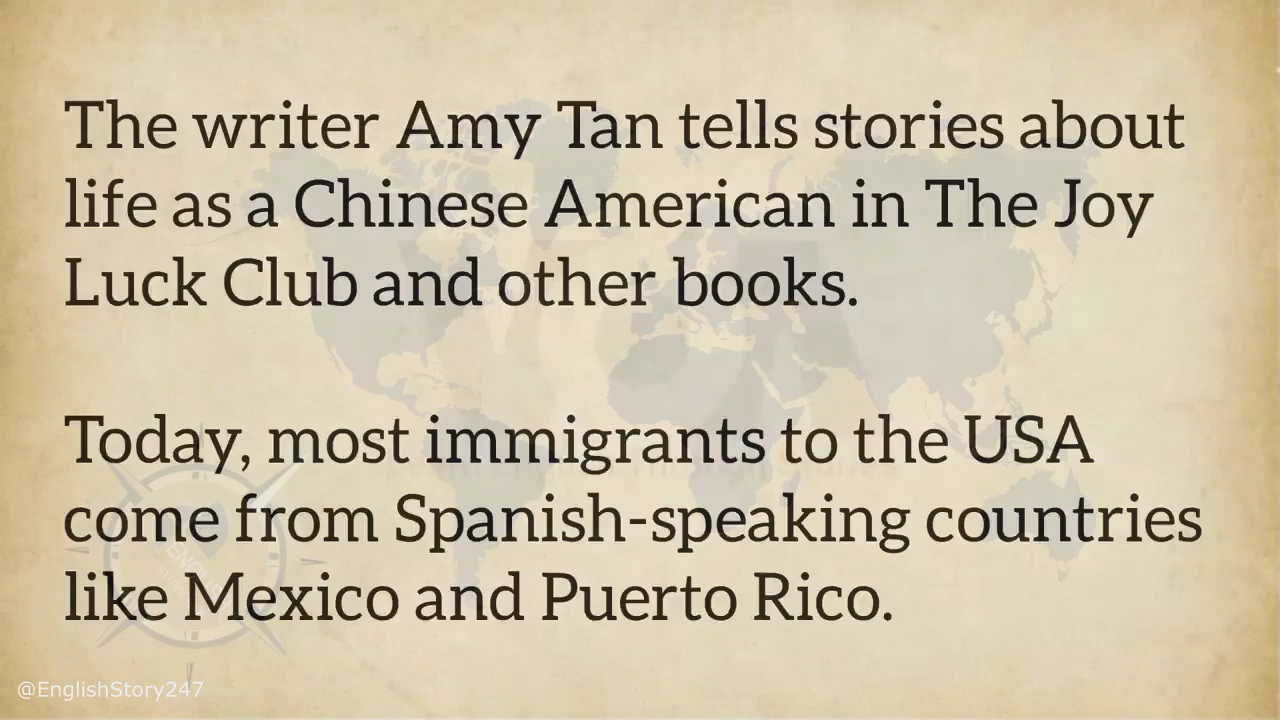 The writer Amy Tan tells stories about
life as a Chinese American in The Joy
Luck Club and other books.
Today, most immigrants to the USA
come from Spanish-speaking countries
like Mexico and Puerto Rico.
@EnglishStory247